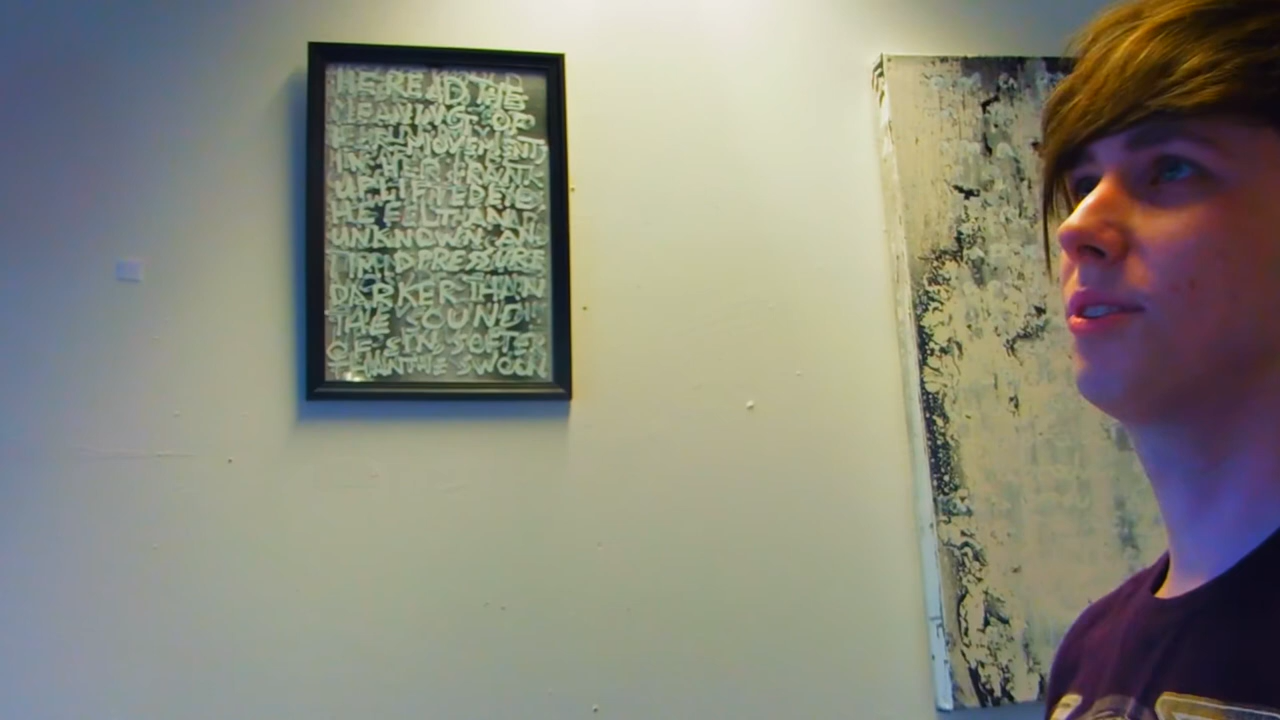 HE READ THE
MEANING OF
HER MOVEMENTS
IN HER FRANK
UPLIFTED EYE
HE FELT AN
UNKNOWN AN
TIMID PRESSURE
DARKER THAN
THE SOUND
OF SIN, SOFTER
THAN THE SWOON